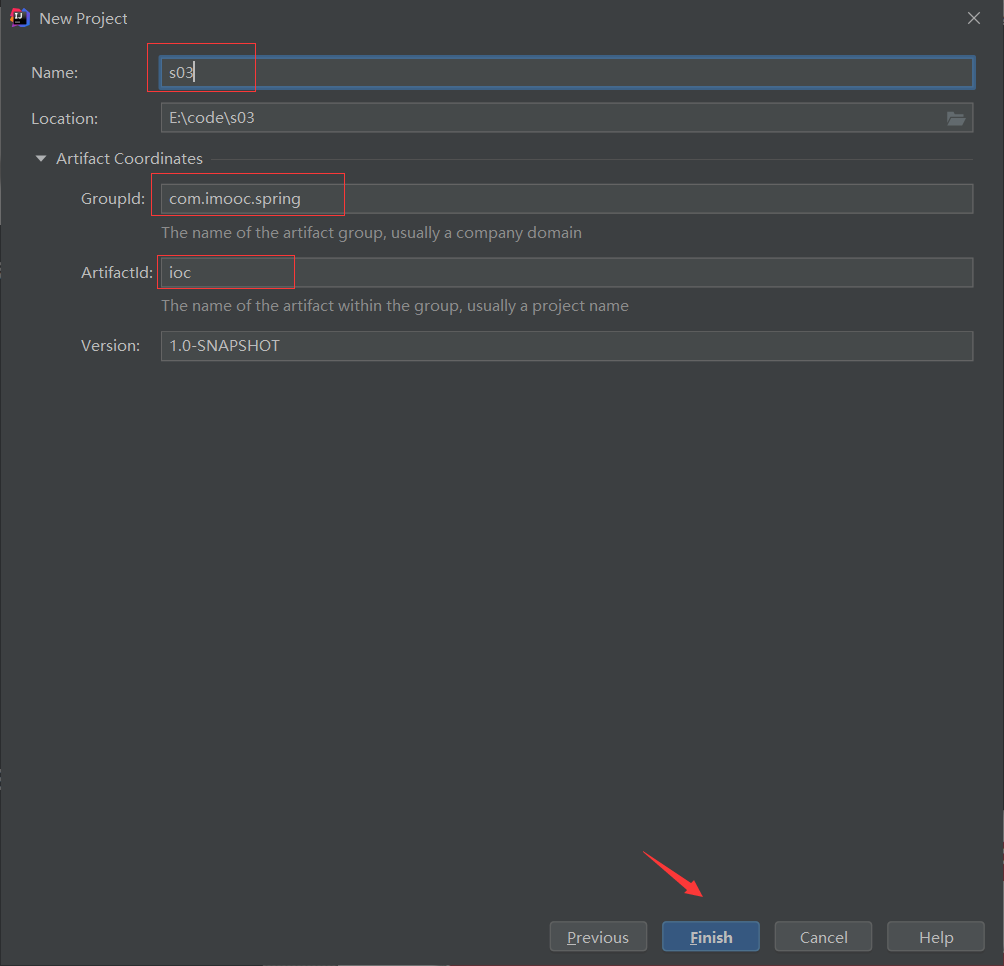 New Project
Name: s03
Location: E:\code\s03
Artifact Coordinates
GroupId: com.imooc.spring
The name of the artifact group, usually a company domain
ArtifactId: ioc
The name of the artifact within the group, usually a project name
Version: 1.0-SNAPSHOT
Previous Finish Cancel Help